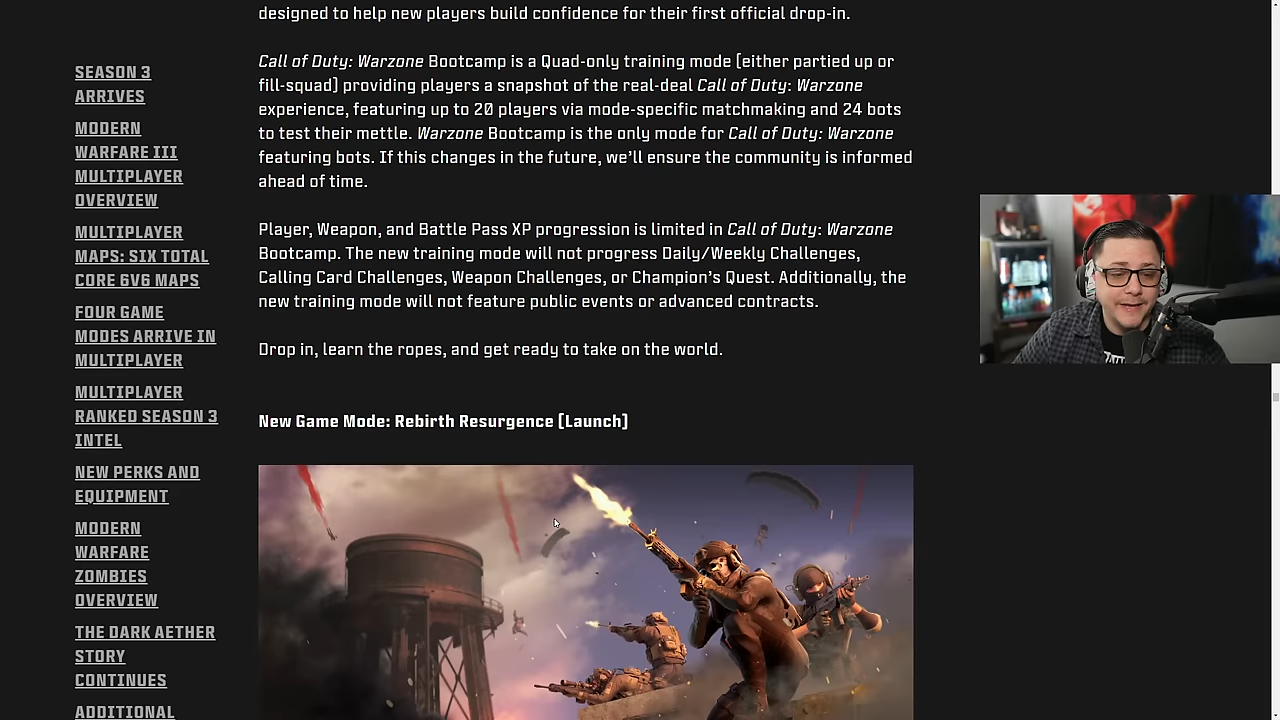 designed to help new players build confidence for their first official drop-in.
Call of Duty: Warzone Bootcamp is a Quad-only training mode [either partied up or
fill-squad] providing players a snapshot of the real-deal Call of Duty: Warzone
experience, featuring up to 20 players via mode-specific matchmaking and 24 bots
to test their mettle. Warzone Bootcamp is the only mode for Call of Duty: Warzone
featuring bots. If this changes in the future, we'll ensure the community is informed
ahead of time.
Player, Weapon, and Battle Pass XP progression is limited in Call of Duty: Warzone
Bootcamp. The new training mode will not progress Daily/Weekly Challenges,
Calling Card Challenges, Weapon Challenges, or Champion's Quest. Additionally, the
new training mode will not feature public events or advanced contracts.
Drop in, learn the ropes, and get ready to take on the world.
New Game Mode: Rebirth Resurgence [Launch]
SEASON 3
ARRIVES
MODERN
WARFARE III
MULTIPLAYER
OVERVIEW
MULTIPLAYER
MAPS: SIX TOTAL
CORE 6V6 MAPS
FOUR GAME
MODES ARRIVE IN
MULTIPLAYER
MULTIPLAYER
RANKED SEASON 3
INTEL
NEW PERKS AND
EQUIPMENT
MODERN
WARFARE
ZOMBIES
OVERVIEW
THE DARK AETHER
STORY
CONTINUES
ADDITIONAL